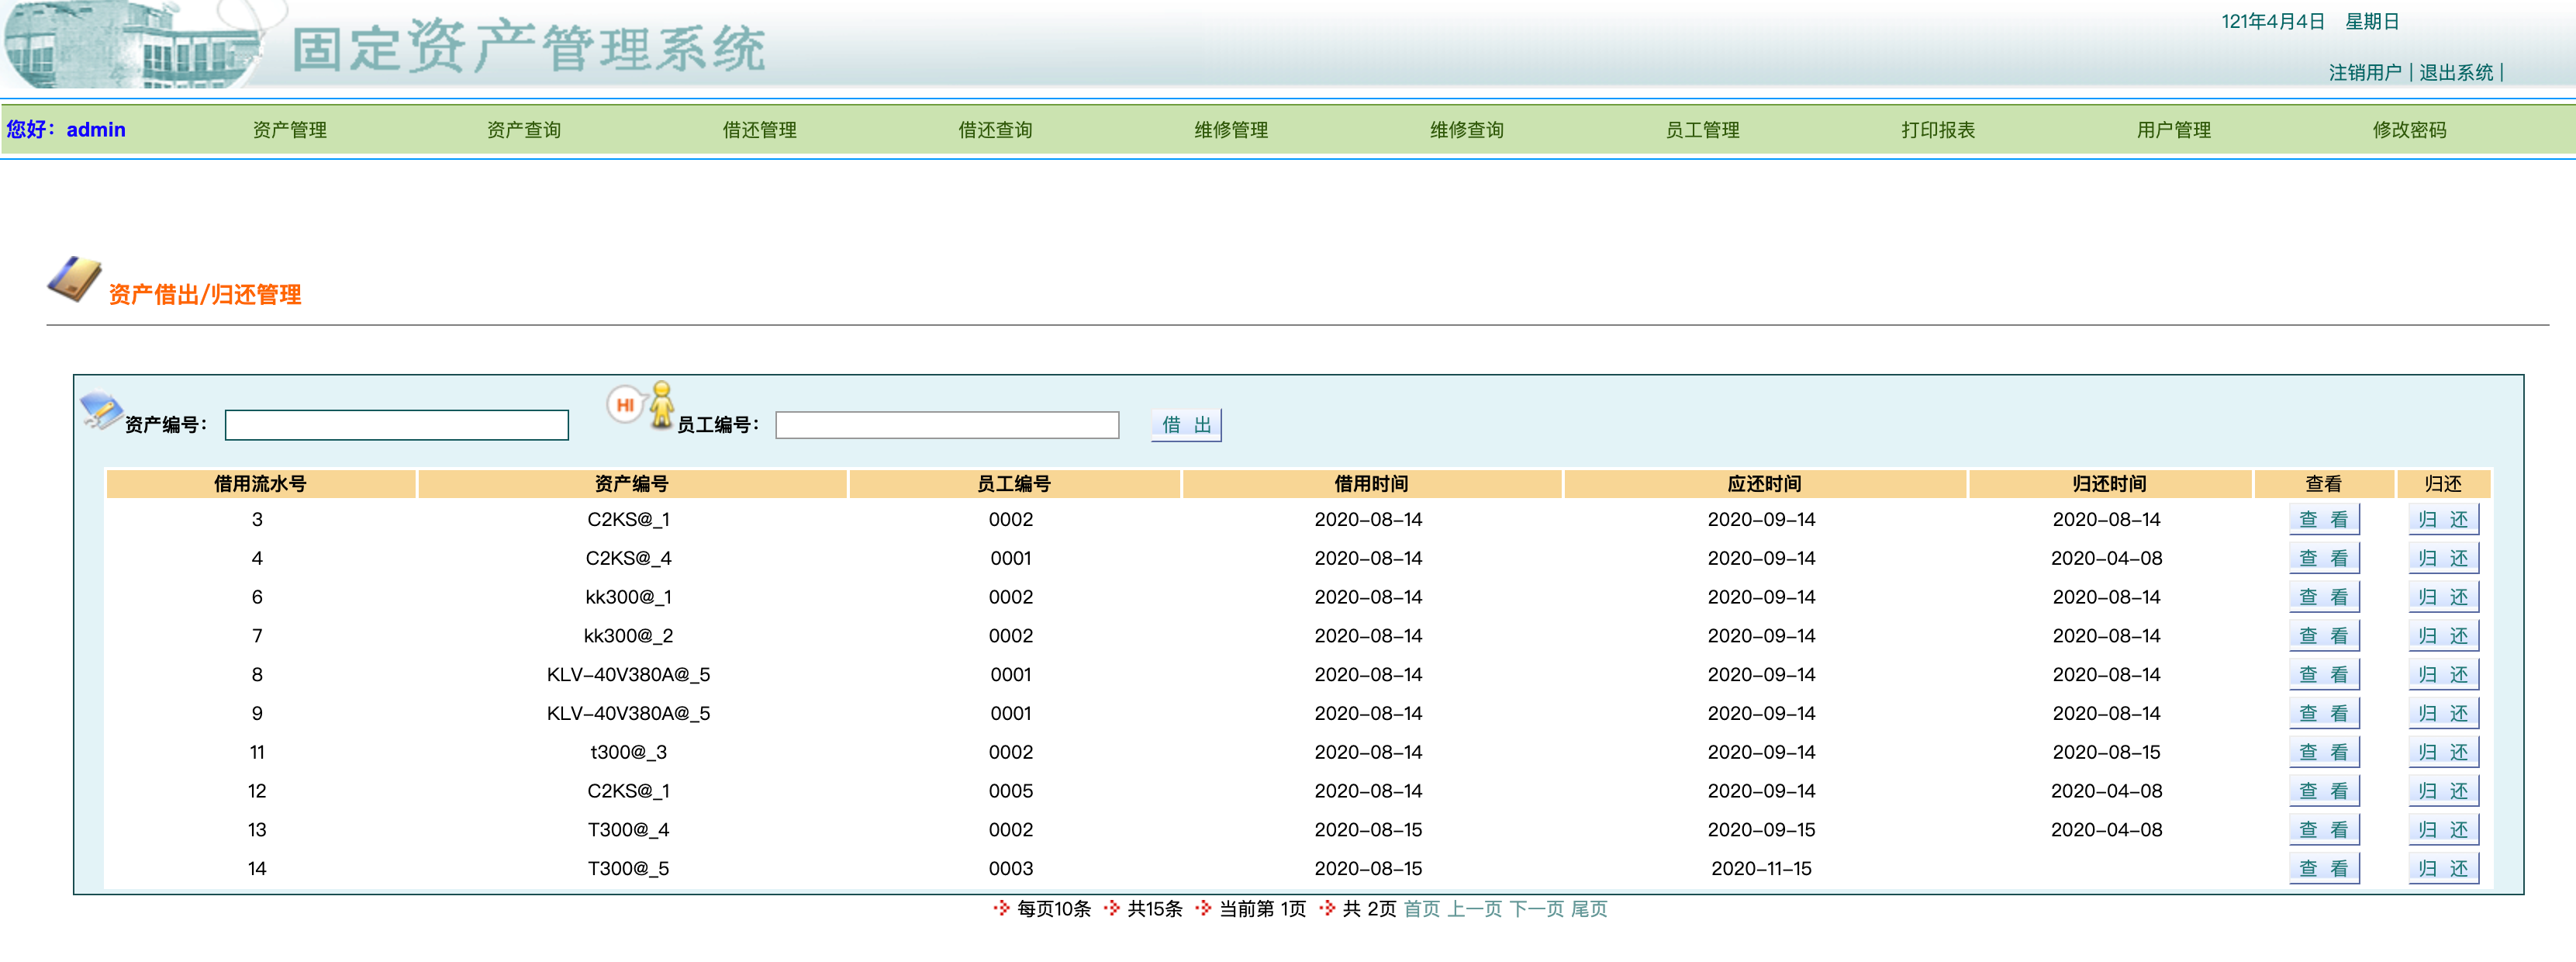 固定资产管理系统
121年4月4日 星期日
注销用户 | 退出系统 |
您好：admin 资产管理 资产查询 借还管理 借还查询 维修管理 维修查询 员工管理 打印报表 用户管理 修改密码
资产借出/归还管理
资产编号： HI 员工编号： 借 出
借用流水号 资产编号 员工编号 借用时间 应还时间 归还时间 查看 归还
3 C2KS@_1 0002 2020-08-14 2020-09-14 2020-08-14 查 看 归 还
4 C2KS@_4 0001 2020-08-14 2020-09-14 2020-04-08 查 看 归 还
6 kk300@_1 0002 2020-08-14 2020-09-14 2020-08-14 查 看 归 还
7 kk300@_2 0002 2020-08-14 2020-09-14 2020-08-14 查 看 归 还
8 KLV-40V380A@_5 0001 2020-08-14 2020-09-14 2020-08-14 查 看 归 还
9 KLV-40V380A@_5 0001 2020-08-14 2020-09-14 2020-08-14 查 看 归 还
11 t300@_3 0002 2020-08-14 2020-09-14 2020-08-15 查 看 归 还
12 C2KS@_1 0005 2020-08-14 2020-09-14 2020-04-08 查 看 归 还
13 T300@_4 0002 2020-08-15 2020-09-15 2020-04-08 查 看 归 还
14 T300@_5 0003 2020-08-15 2020-11-15 查 看 归 还
每页10条 共15条 当前第 1页 共 2页 首页 上一页 下一页 尾页